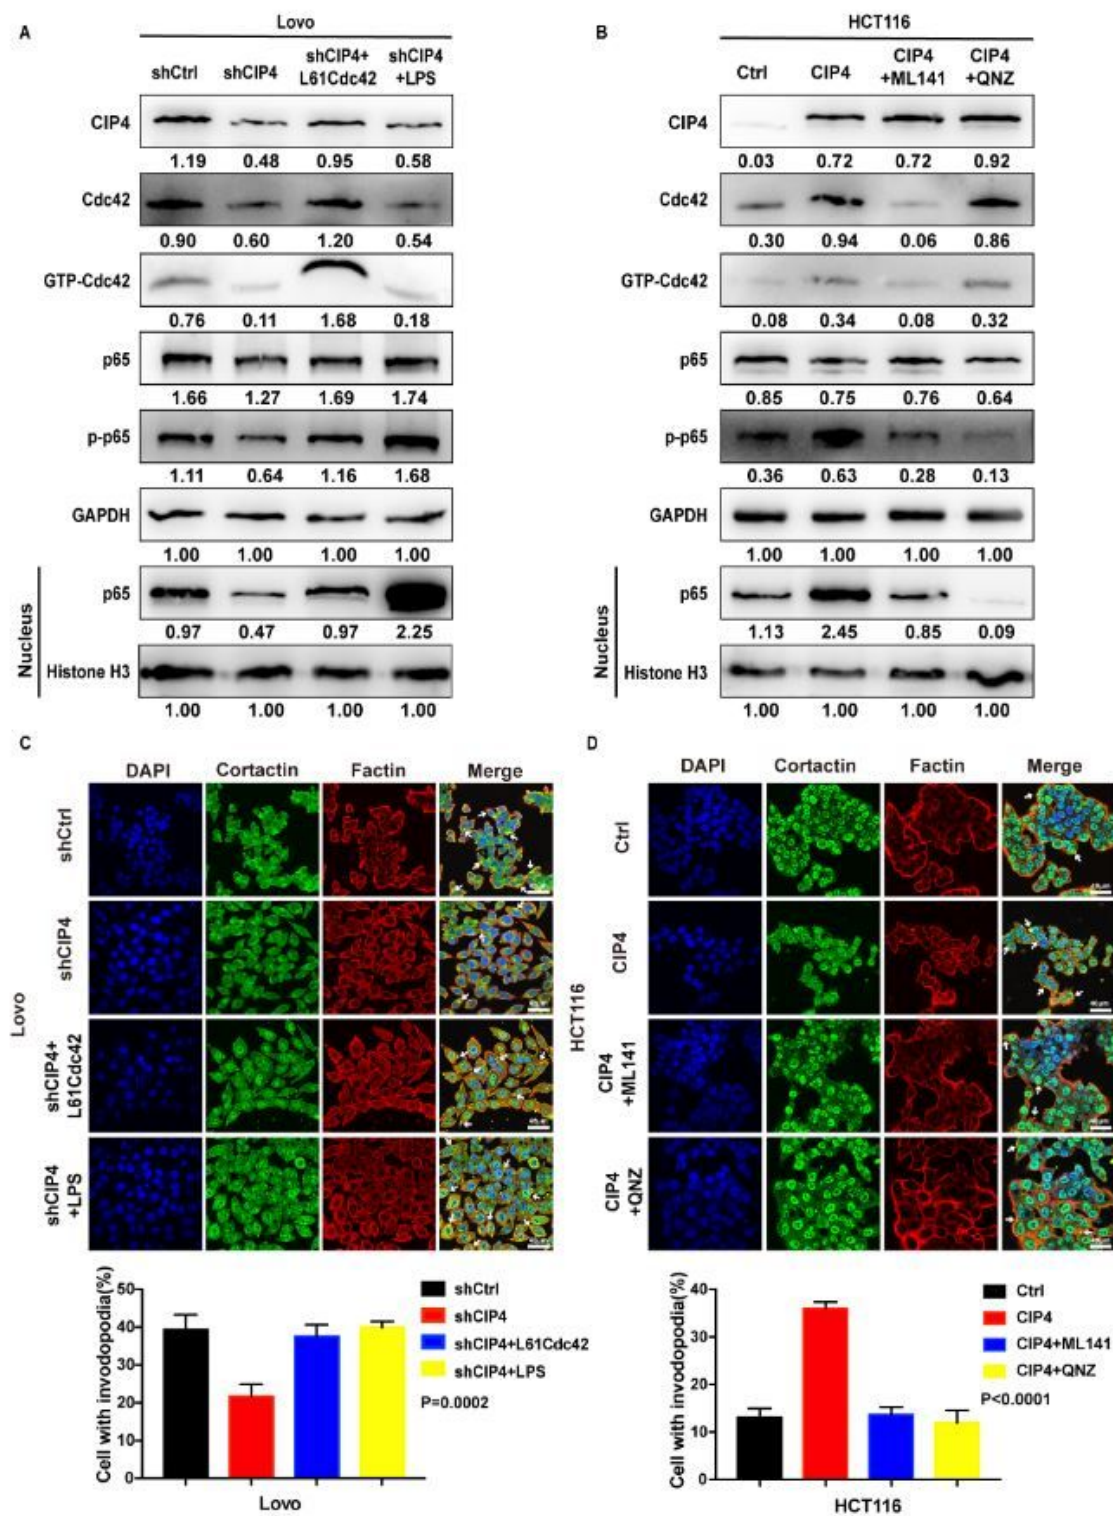 A
Lovo
shCtrl
shCIP4
shCIP4+
L61Cdc42
shCIP4
+LPS
CIP4
1.19 0.48 0.95 0.58
Cdc42
0.90 0.60 1.20 0.54
GTP-Cdc42
0.76 0.11 1.68 0.18
p65
1.66 1.27 1.69 1.74
p-p65
1.11 0.64 1.16 1.68
GAPDH
1.00 1.00 1.00 1.00
Nucleus
p65
0.97 0.47 0.97 2.25
Histone H3
1.00 1.00 1.00 1.00
B
HCT116
Ctrl
CIP4
CIP4
+ML141
CIP4
+QNZ
CIP4
0.03 0.72 0.72 0.92
Cdc42
0.30 0.94 0.06 0.86
GTP-Cdc42
0.08 0.34 0.08 0.32
p65
0.85 0.75 0.76 0.64
p-p65
0.36 0.63 0.28 0.13
GAPDH
1.00 1.00 1.00 1.00
Nucleus
p65
1.13 2.45 0.85 0.09
Histone H3
1.00 1.00 1.00 1.00
C
DAPI Cortactin Factin Merge
Lovo
shCtrl
shCIP4
shCIP4+
L61Cdc42
shCIP4
+LPS
Cell with invodopodia(%)
50
40
30
20
10
0
shCtrl
shCIP4
shCIP4+L61Cdc42
shCIP4+LPS
P=0.0002
Lovo
D
DAPI Cortactin Factin Merge
HCT116
Ctrl
CIP4
CIP4
+ML141
CIP4
+QNZ
Cell with invodopodia(%)
40
30
20
10
0
Ctrl
CIP4
CIP4+ML141
CIP4+QNZ
P<0.0001
HCT116